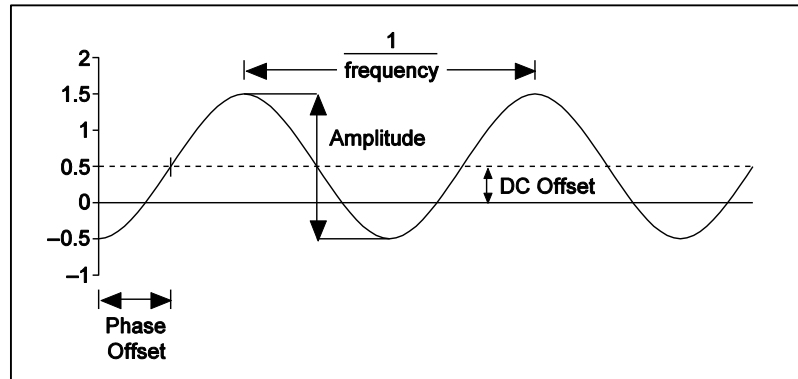 1
frequency
2
1.5
1
0.5
0
–0.5
–1
Amplitude
DC Offset
Phase
Offset